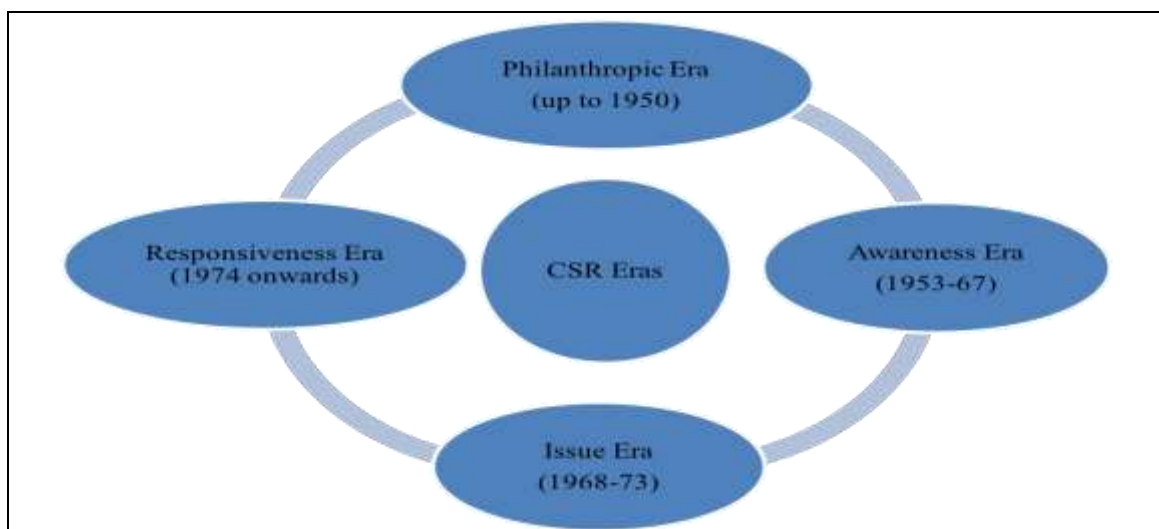 Philanthropic Era
(up to 1950)
Responsiveness Era
(1974 onwards)
CSR Eras
Awareness Era
(1953-67)
Issue Era
(1968-73)